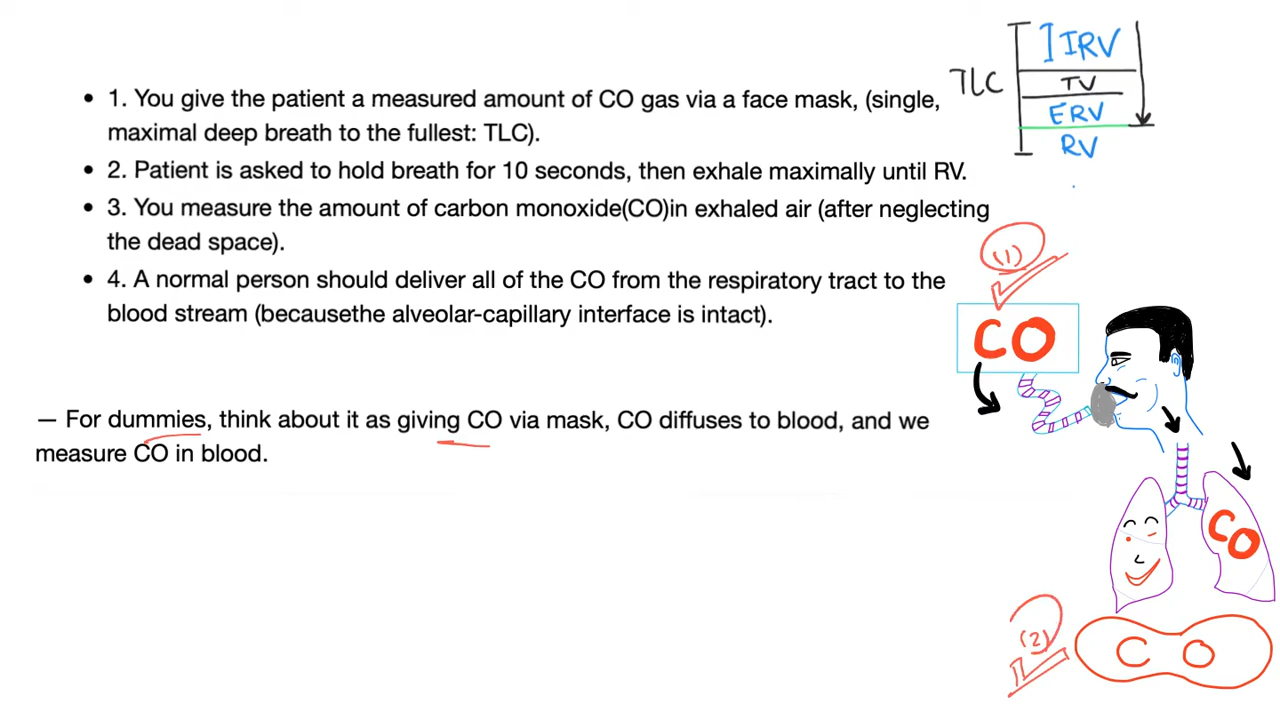 • 1. You give the patient a measured amount of CO gas via a face mask, (single,
maximal deep breath to the fullest: TLC).
• 2. Patient is asked to hold breath for 10 seconds, then exhale maximally until RV.
• 3. You measure the amount of carbon monoxide(CO)in exhaled air (after neglecting
the dead space).
• 4. A normal person should deliver all of the CO from the respiratory tract to the
blood stream (becausethe alveolar-capillary interface is intact).
— For dummies, think about it as giving CO via mask, CO diffuses to blood, and we
measure CO in blood.
TLC
IRV
TV
ERV
RV
(1)
CO
CO
(2)
CO